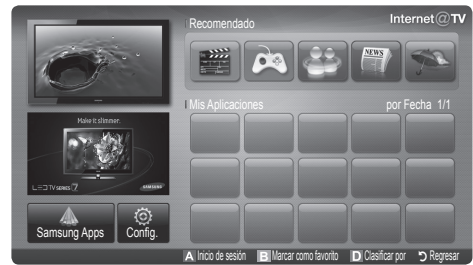 Recomendado
Internet@TV
NEWS
Mis Aplicaciones
por Fecha 1/1
Make it slimmer.
LED TV SERIES 7
SAMSUNG
Samsung Apps
Config.
A Inicio de sesión
B Marcar como favorito
D Clasificar por
Regresar